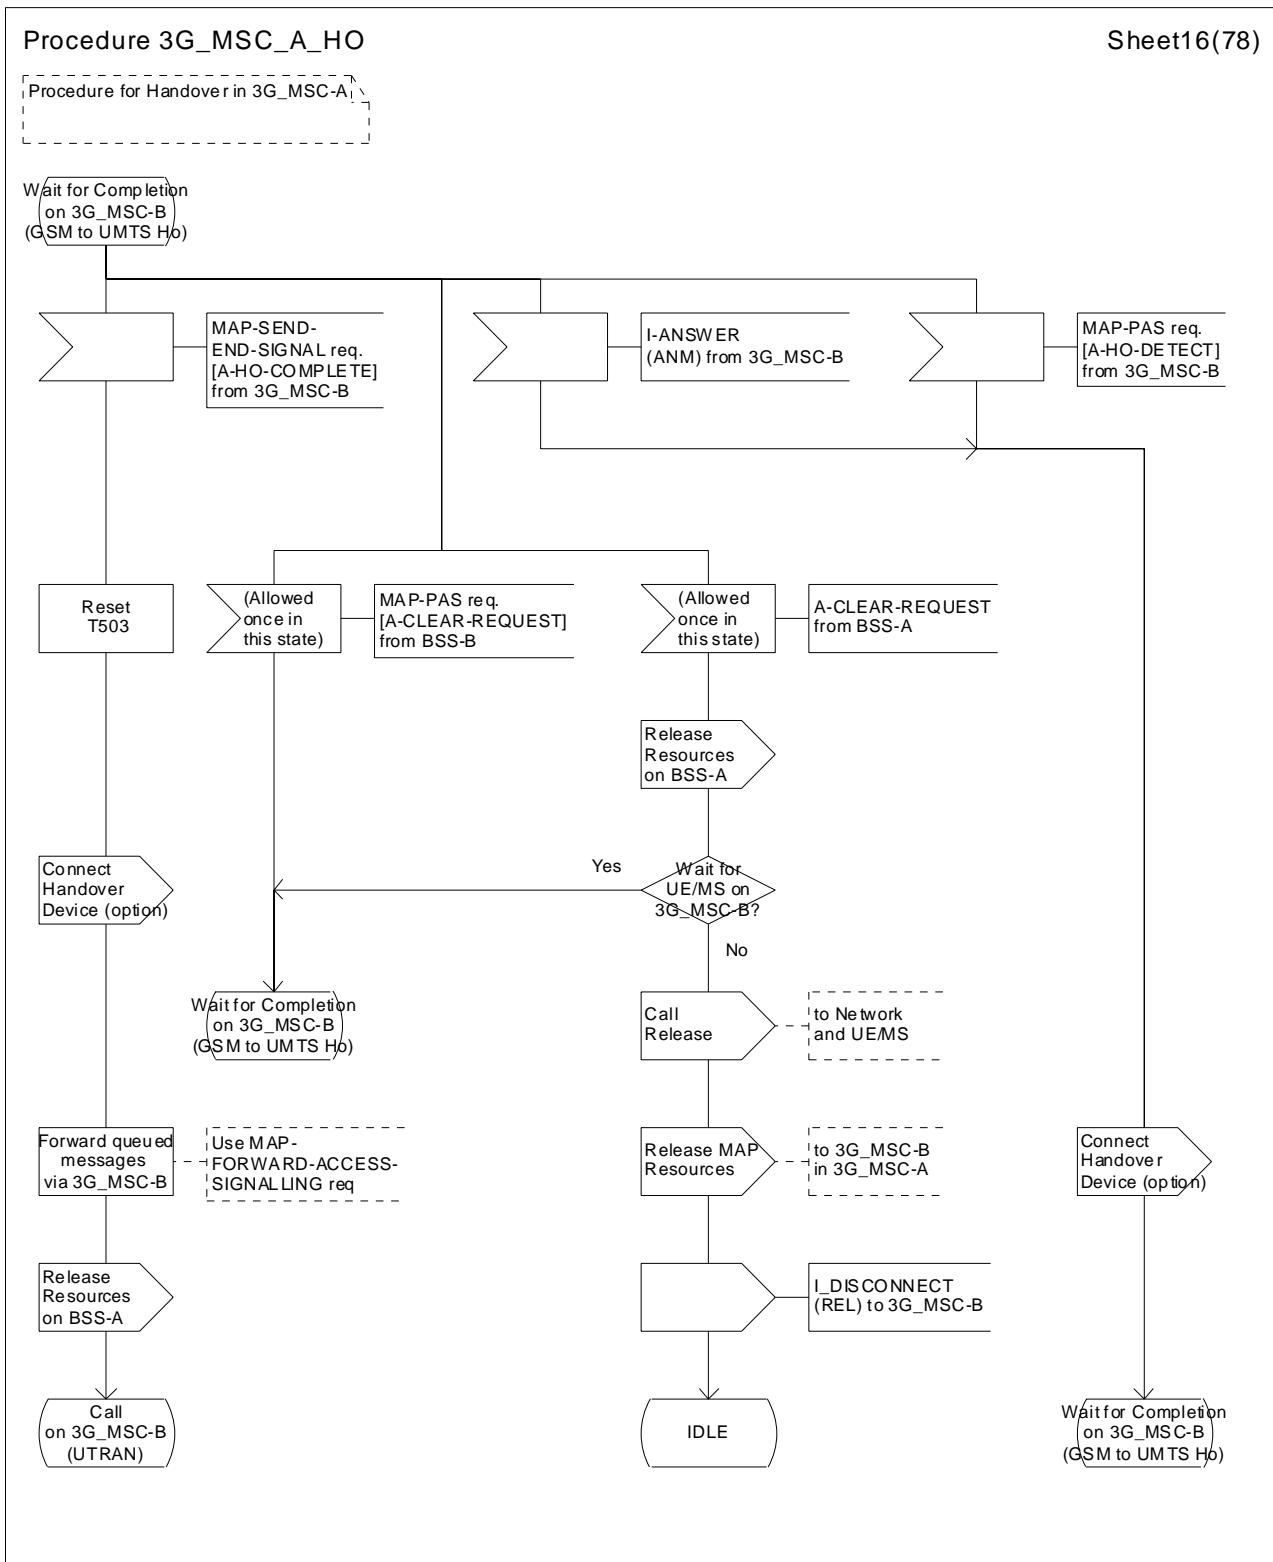 Procedure 3G_MSC_A_HO
Sheet16(78)
Procedure for Handover in 3G_MSC-A
Wait for Completion
on 3G_MSC-B
(GSM to UMTS Ho)
MAP-SEND-
END-SIGNAL req.
[A-HO-COMPLETE]
from 3G_MSC-B
I-ANSWER
(ANM) from 3G_MSC-B
MAP-PAS req.
[A-HO-DETECT]
from 3G_MSC-B
Reset
T503
(Allowed
once in
this state)
MAP-PAS req.
[A-CLEAR-REQUEST]
from BSS-B
(Allowed
once in
this state)
A-CLEAR-REQUEST
from BSS-A
Release
Resources
on BSS-A
Connect
Handover
Device (option)
Yes
Wait for
UE/MS on
3G_MSC-B?
No
Wait for Completion
on 3G_MSC-B
(GSM to UMTS Ho)
Call
Release
to Network
and UE/MS
Forward queued
messages
via 3G_MSC-B
Use MAP-
FORWARD-ACCESS-
SIGNALLING req
Release MAP
Resources
to 3G_MSC-B
in 3G_MSC-A
Connect
Handover
Device (option)
Release
Resources
on BSS-A
I_DISCONNECT
(REL) to 3G_MSC-B
Call
on 3G_MSC-B
(UTRAN)
IDLE
Wait for Completion
on 3G_MSC-B
(GSM to UMTS Ho)